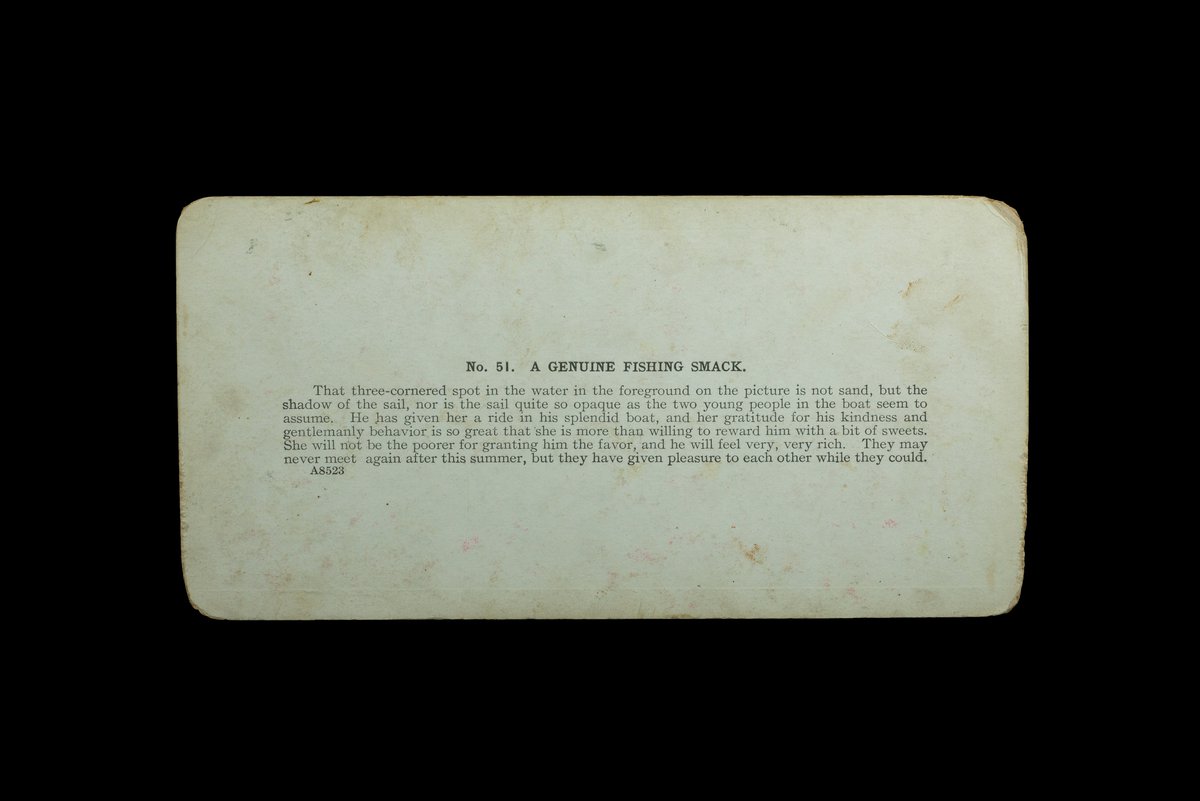 No. 51. A GENUINE FISHING SMACK.
That three-cornered spot in the water in the foreground on the picture is not sand, but the
shadow of the sail, nor is the sail quite so opaque as the two young people in the boat seem to
assume. He has given her a ride in his splendid boat, and her gratitude for his kindness and
gentlemanly behavior is so great that she is more than willing to reward him with a bit of sweets.
She will not be the poorer for granting him the favor, and he will feel very, very rich. They may
never meet again after this summer, but they have given pleasure to each other while they could.
A8523